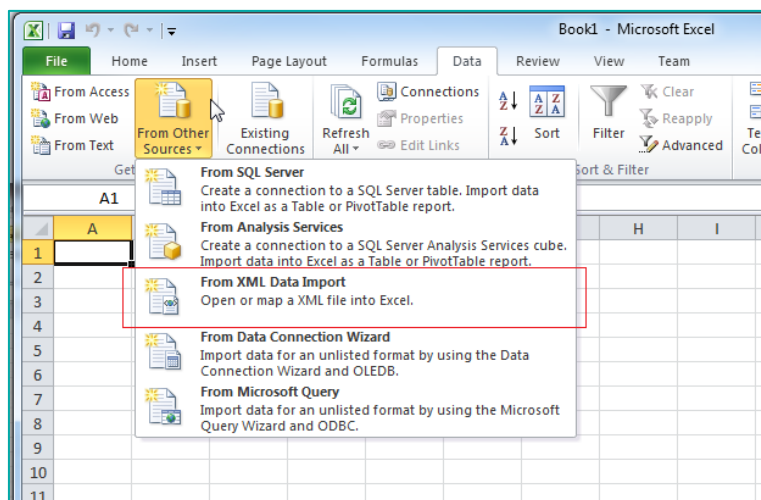 Book1 - Microsoft Excel
File Home Insert Page Layout Formulas Data Review View Team
From Access
From Web
From Text
From Other
Sources
Existing
Connections
Refresh
All
Connections
Properties
Edit Links
A
Z
Z
A
A Z
Z A
Sort
Filter
Clear
Reapply
Advanced
Te
Col
Get
Sort & Filter
A1
From SQL Server
Create a connection to a SQL Server table. Import data
into Excel as a Table or PivotTable report.
From Analysis Services
Create a connection to a SQL Server Analysis Services cube.
Import data into Excel as a Table or PivotTable report.
From XML Data Import
Open or map a XML file into Excel.
From Data Connection Wizard
Import data for an unlisted format by using the Data
Connection Wizard and OLEDB.
From Microsoft Query
Import data for an unlisted format by using the Microsoft
Query Wizard and ODBC.
A H I
1
2
3
4
5
6
7
8
9
10
11